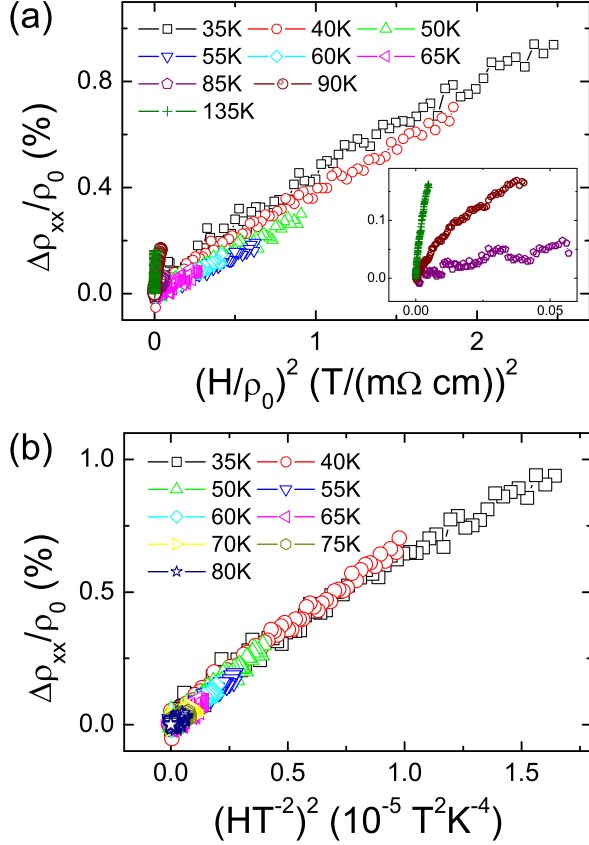 (a)
35K 40K 50K
55K 60K 65K
85K 90K
135K
Δρxx/ρ0 (%)
0.8
0.4
0.0
0.1
0.0
0.00 0.05
0 1 2
(H/ρ0)² (T/(mΩ cm))²
(b)
35K 40K
50K 55K
60K 65K
70K 75K
80K
Δρxx/ρ0 (%)
1.0
0.5
0.0
0.0 0.5 1.0 1.5
(HT⁻²)² (10⁻⁵ T²K⁻⁴)